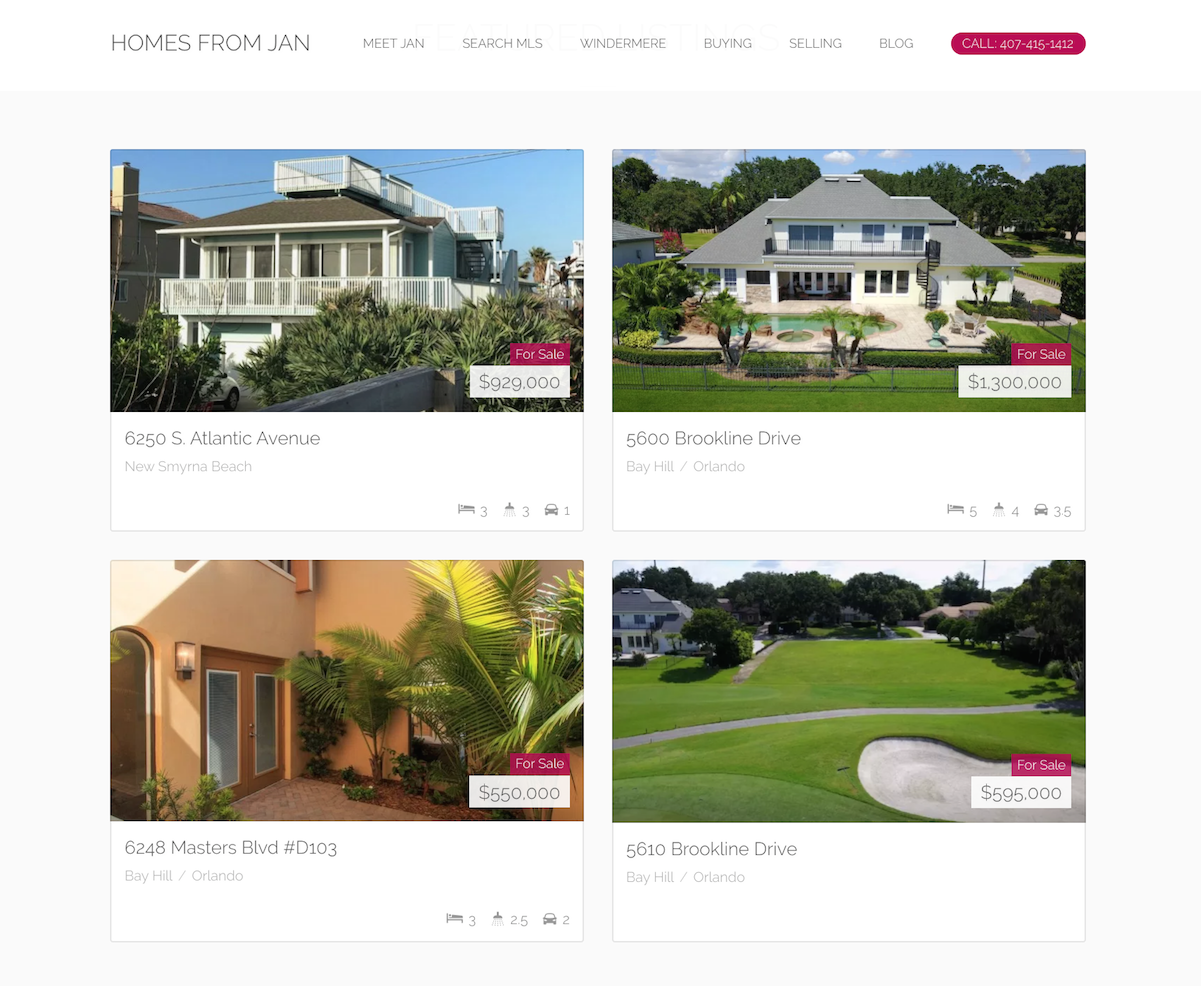 FEATURED LISTINGS
HOMES FROM JAN
MEET JAN
SEARCH MLS
WINDERMERE
BUYING
SELLING
BLOG
CALL: 407-415-1412
For Sale
$929,000
6250 S. Atlantic Avenue
New Smyrna Beach
3 3 1
For Sale
$1,300,000
5600 Brookline Drive
Bay Hill / Orlando
5 4 3.5
For Sale
$550,000
6248 Masters Blvd #D103
Bay Hill / Orlando
3 2.5 2
For Sale
$595,000
5610 Brookline Drive
Bay Hill / Orlando